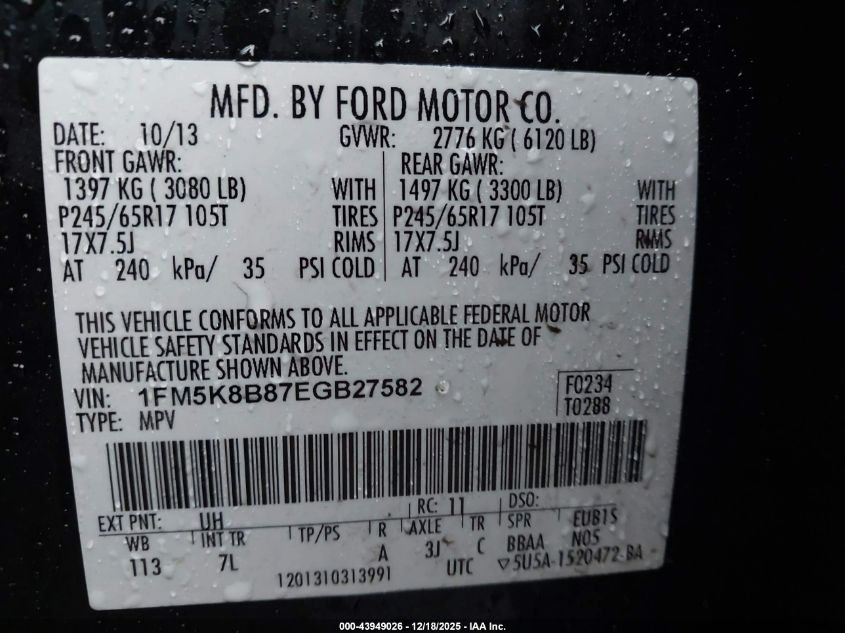 MFD. BY FORD MOTOR CO.
DATE: 10/13 GVWR: 2776 KG ( 6120 LB)
FRONT GAWR: REAR GAWR:
1397 KG ( 3080 LB) WITH 1497 KG ( 3300 LB) WITH
P245/65R17 105T TIRES P245/65R17 105T TIRES
17X7.5J RIMS 17X7.5J RIMS
AT 240 kPa/ 35 PSI COLD AT 240 kPa/ 35 PSI COLD
THIS VEHICLE CONFORMS TO ALL APPLICABLE FEDERAL MOTOR
VEHICLE SAFETY STANDARDS IN EFFECT ON THE DATE OF
MANUFACTURE SHOWN ABOVE.
VIN: 1FM5K8B87EGB27582 F0234
TYPE: MPV T0288
EXT PNT: UH RC: 11 DSO:
WB INT TR TP/PS R AXLE TR SPR EUB1S
113 7L A 3J C BBAA N05
1201310313991 UTC ▽5U5A-1520472-BA
000-43949026 - 12/18/2025 - IAA Inc.